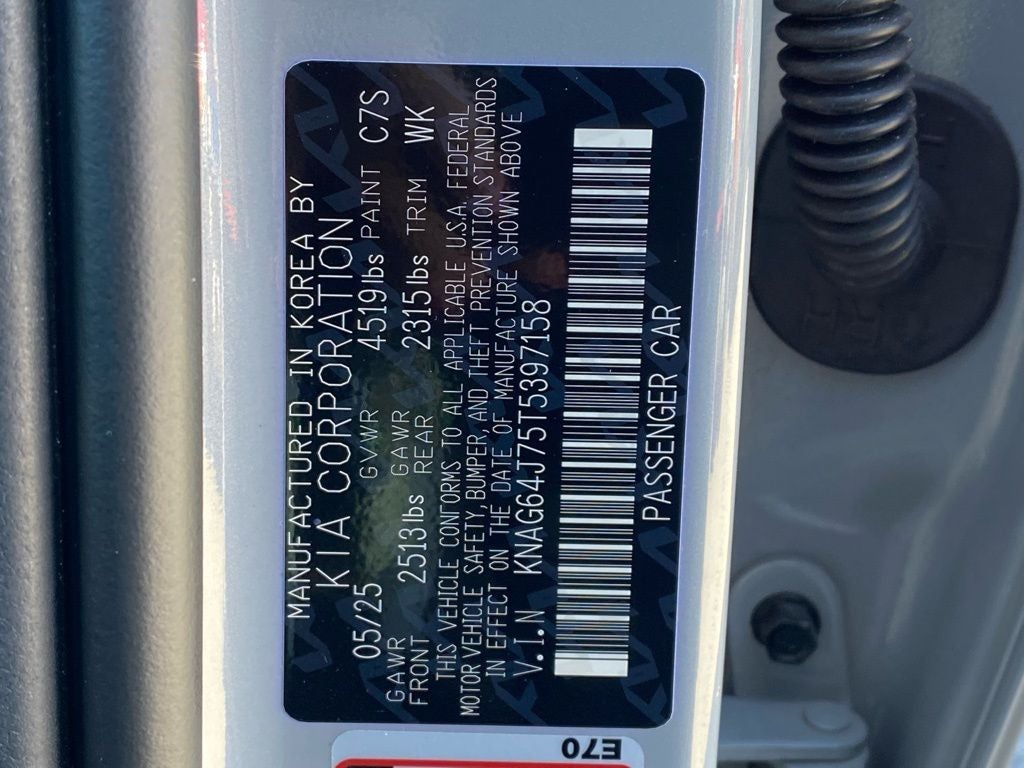 MANUFACTURED IN KOREA BY
KIA CORPORATION
05/25 GVWR 4519lbs PAINT C7S
GAWR FRONT 2513lbs GAWR REAR 2315lbs TRIM WK
THIS VEHICLE CONFORMS TO ALL APPLICABLE U.S.A. FEDERAL
MOTOR VEHICLE SAFETY, BUMPER, AND THEFT PREVENTION STANDARDS
IN EFFECT ON THE DATE OF MANUFACTURE SHOWN ABOVE
V.I.N KNAG64J75T5397158
PASSENGER CAR
E70